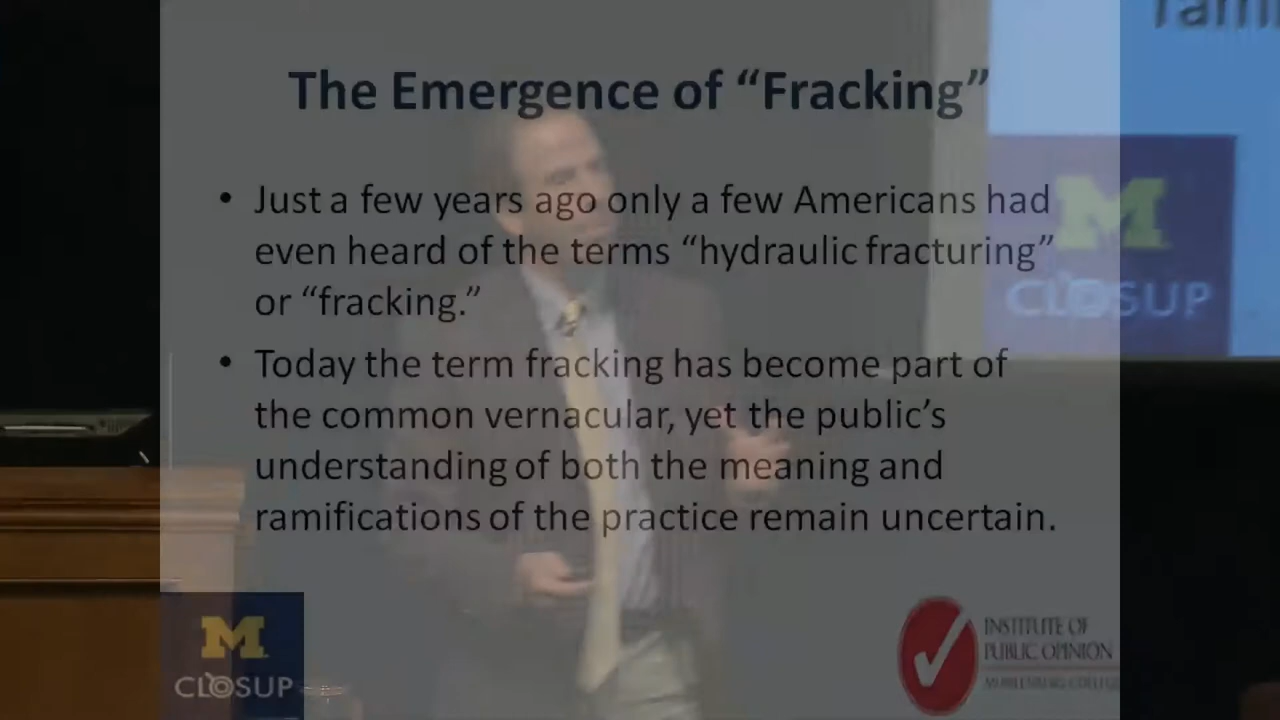 The Emergence of “Fracking”
• Just a few years ago only a few Americans had
even heard of the terms “hydraulic fracturing”
or “fracking.”
• Today the term fracking has become part of
the common vernacular, yet the public’s
understanding of both the meaning and
ramifications of the practice remain uncertain.
M
CLOSUP
M
CLOSUP
INSTITUTE OF
PUBLIC OPINION
MUHLENBERG COLLEGE